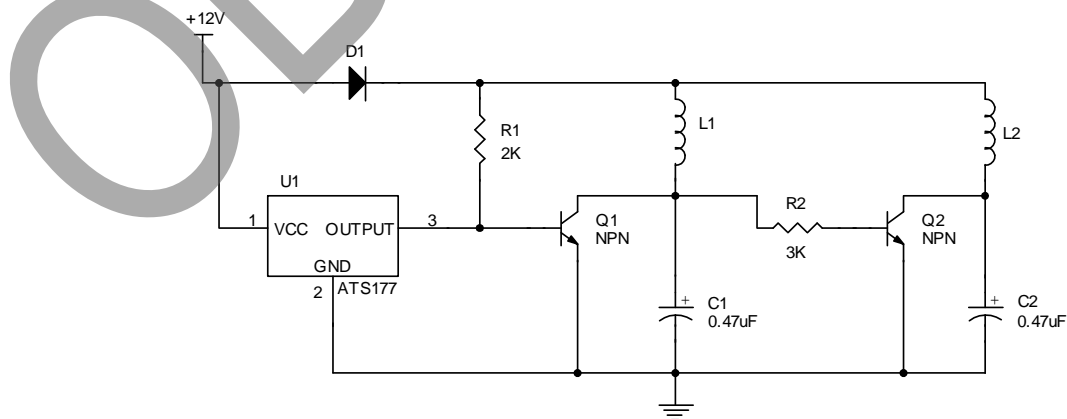 +12V
D1
R1
2K
L1
L2
U1
1
VCC
OUTPUT
3
GND
2
ATS177
Q1
NPN
R2
3K
Q2
NPN
+
C1
0.47uF
+
C2
0.47uF